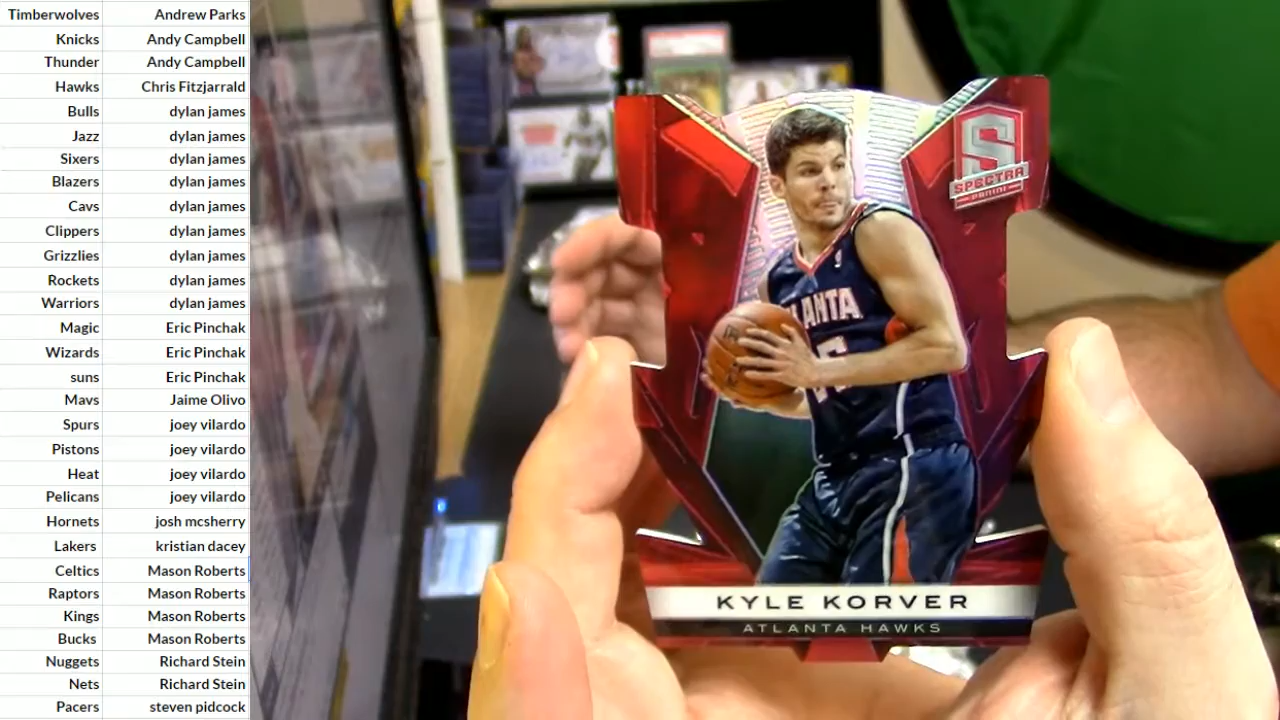 Timberwolves Andrew Parks
Knicks Andy Campbell
Thunder Andy Campbell
Hawks Chris Fitzjarrald
Bulls dylan james
Jazz dylan james
Sixers dylan james
Blazers dylan james
Cavs dylan james
Clippers dylan james
Grizzlies dylan james
Rockets dylan james
Warriors dylan james
Magic Eric Pinchak
Wizards Eric Pinchak
suns Eric Pinchak
Mavs Jaime Olivo
Spurs joey vilardo
Pistons joey vilardo
Heat joey vilardo
Pelicans joey vilardo
Hornets josh mcsherry
Lakers kristian dacey
Celtics Mason Roberts
Raptors Mason Roberts
Kings Mason Roberts
Bucks Mason Roberts
Nuggets Richard Stein
Nets Richard Stein
Pacers steven pidcock
S
SPECTRA
PANINI
LANTA
KYLE KORVER
ATLANTA HAWKS